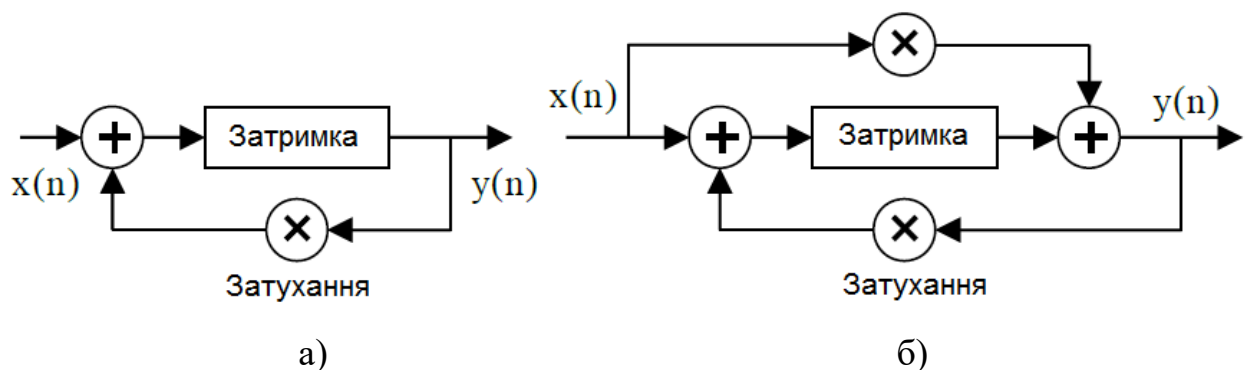 x(n)
Затримка
y(n)
Затухання
а)
x(n)
Затримка
y(n)
Затухання
б)